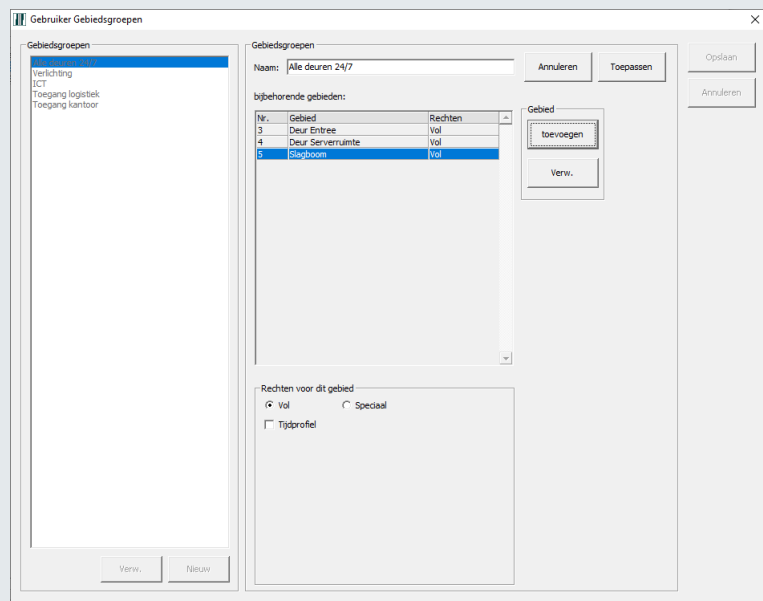 Gebruiker Gebiedsgroepen
Gebiedsgroepen
Alle deuren 24/7
Verlichting
ICT
Toegang logistiek
Toegang kantoor
Verw.
Nieuw
Gebiedsgroepen
Naam:
Alle deuren 24/7
Annuleren
Toepassen
bijbehorende gebieden:
Nr. Gebied Rechten
3 Deur Entree Vol
4 Deur Serverruimte Vol
5 Slagboom Vol
Gebied
toevoegen
Verw.
Rechten voor dit gebied
Vol Speciaal
Tijdprofiel
Opslaan
Annuleren